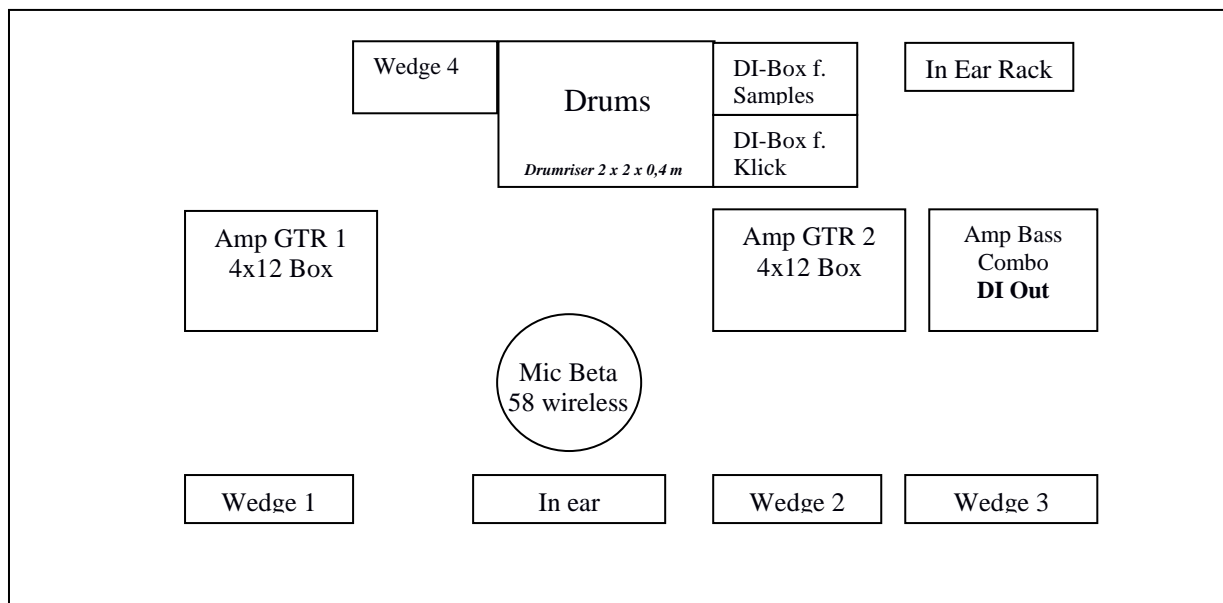 Wedge 4
Drums
Drumriser 2 x 2 x 0,4 m
DI-Box f.
Samples
DI-Box f.
Klick
In Ear Rack
Amp GTR 1
4x12 Box
Amp GTR 2
4x12 Box
Amp Bass
Combo
DI Out
Mic Beta
58 wireless
Wedge 1
In ear
Wedge 2
Wedge 3